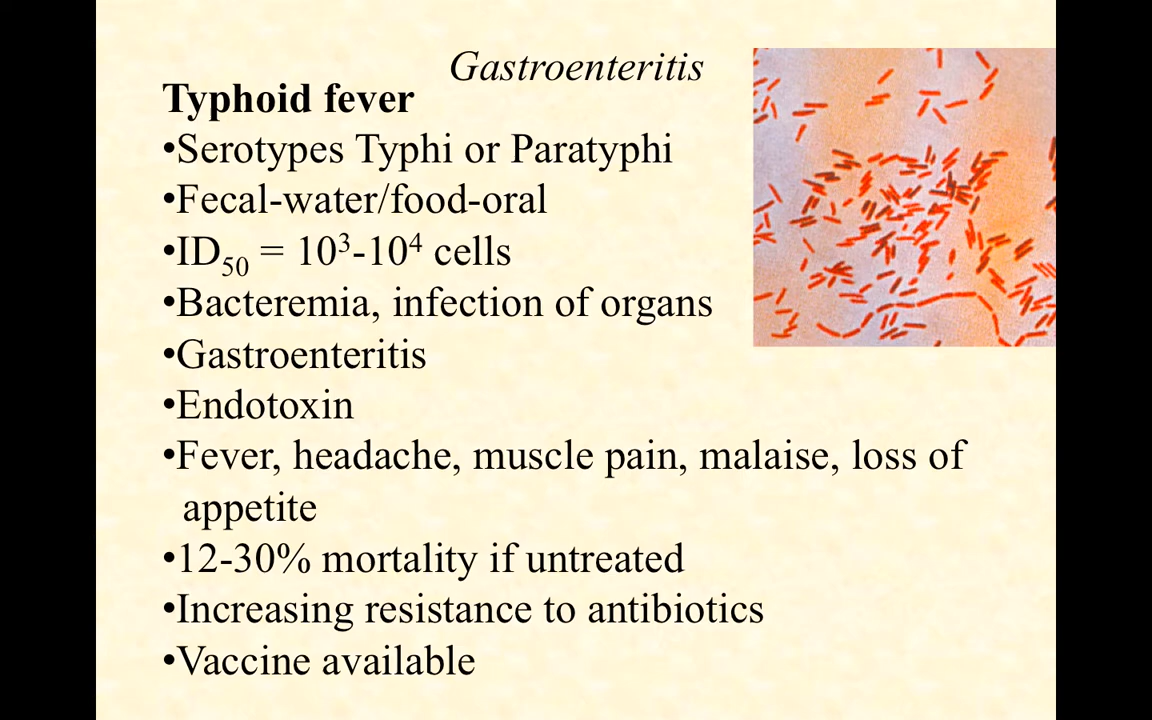 Gastroenteritis
Typhoid fever
•Serotypes Typhi or Paratyphi
•Fecal-water/food-oral
•ID₅₀ = 10³-10⁴ cells
•Bacteremia, infection of organs
•Gastroenteritis
•Endotoxin
•Fever, headache, muscle pain, malaise, loss of
appetite
•12-30% mortality if untreated
•Increasing resistance to antibiotics
•Vaccine available